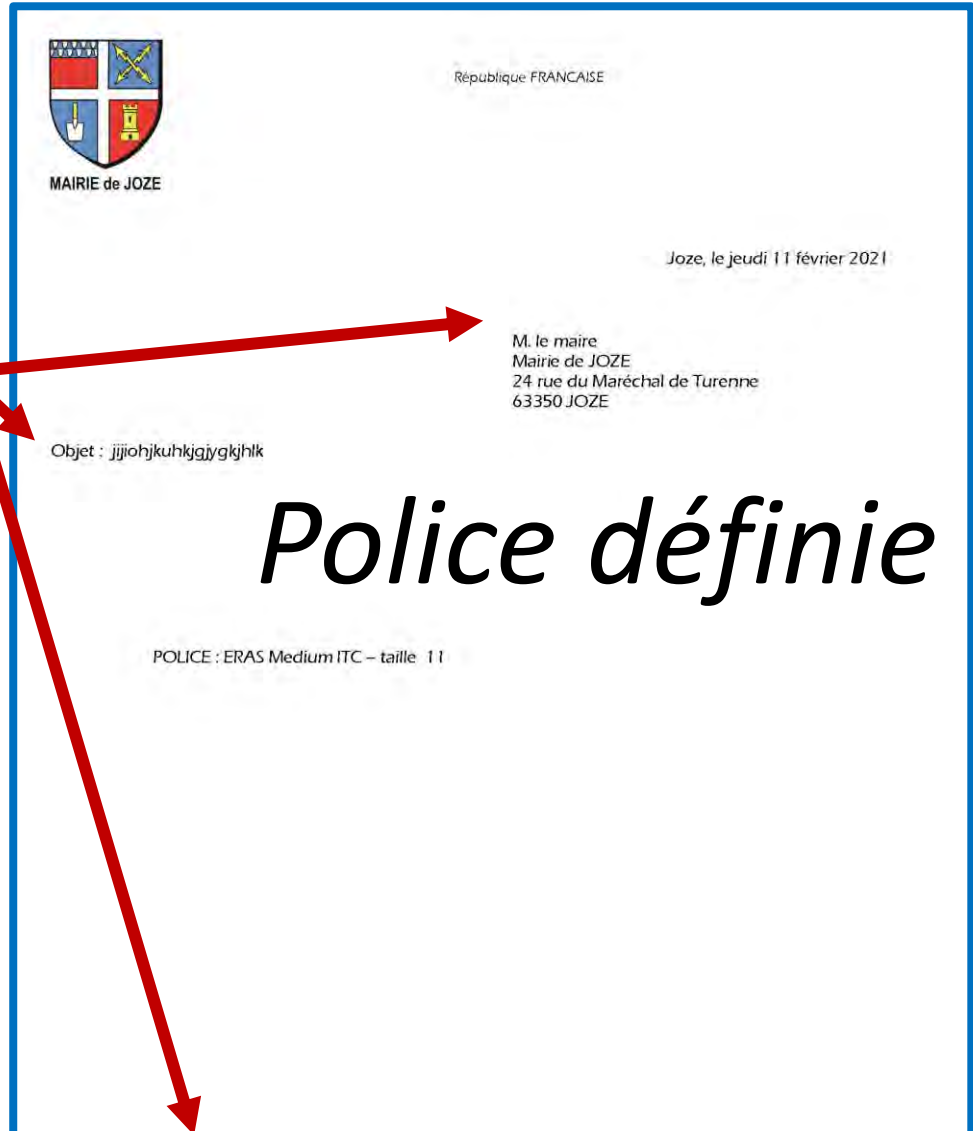 République FRANCAISE
MAIRIE de JOZE
Joze, le jeudi 11 février 2021
M. le maire
Mairie de JOZE
24 rue du Maréchal de Turenne
63350 JOZE
Objet : jijiohjkuhkjgjygkjhlk
Police définie
POLICE : ERAS Medium ITC – taille 11